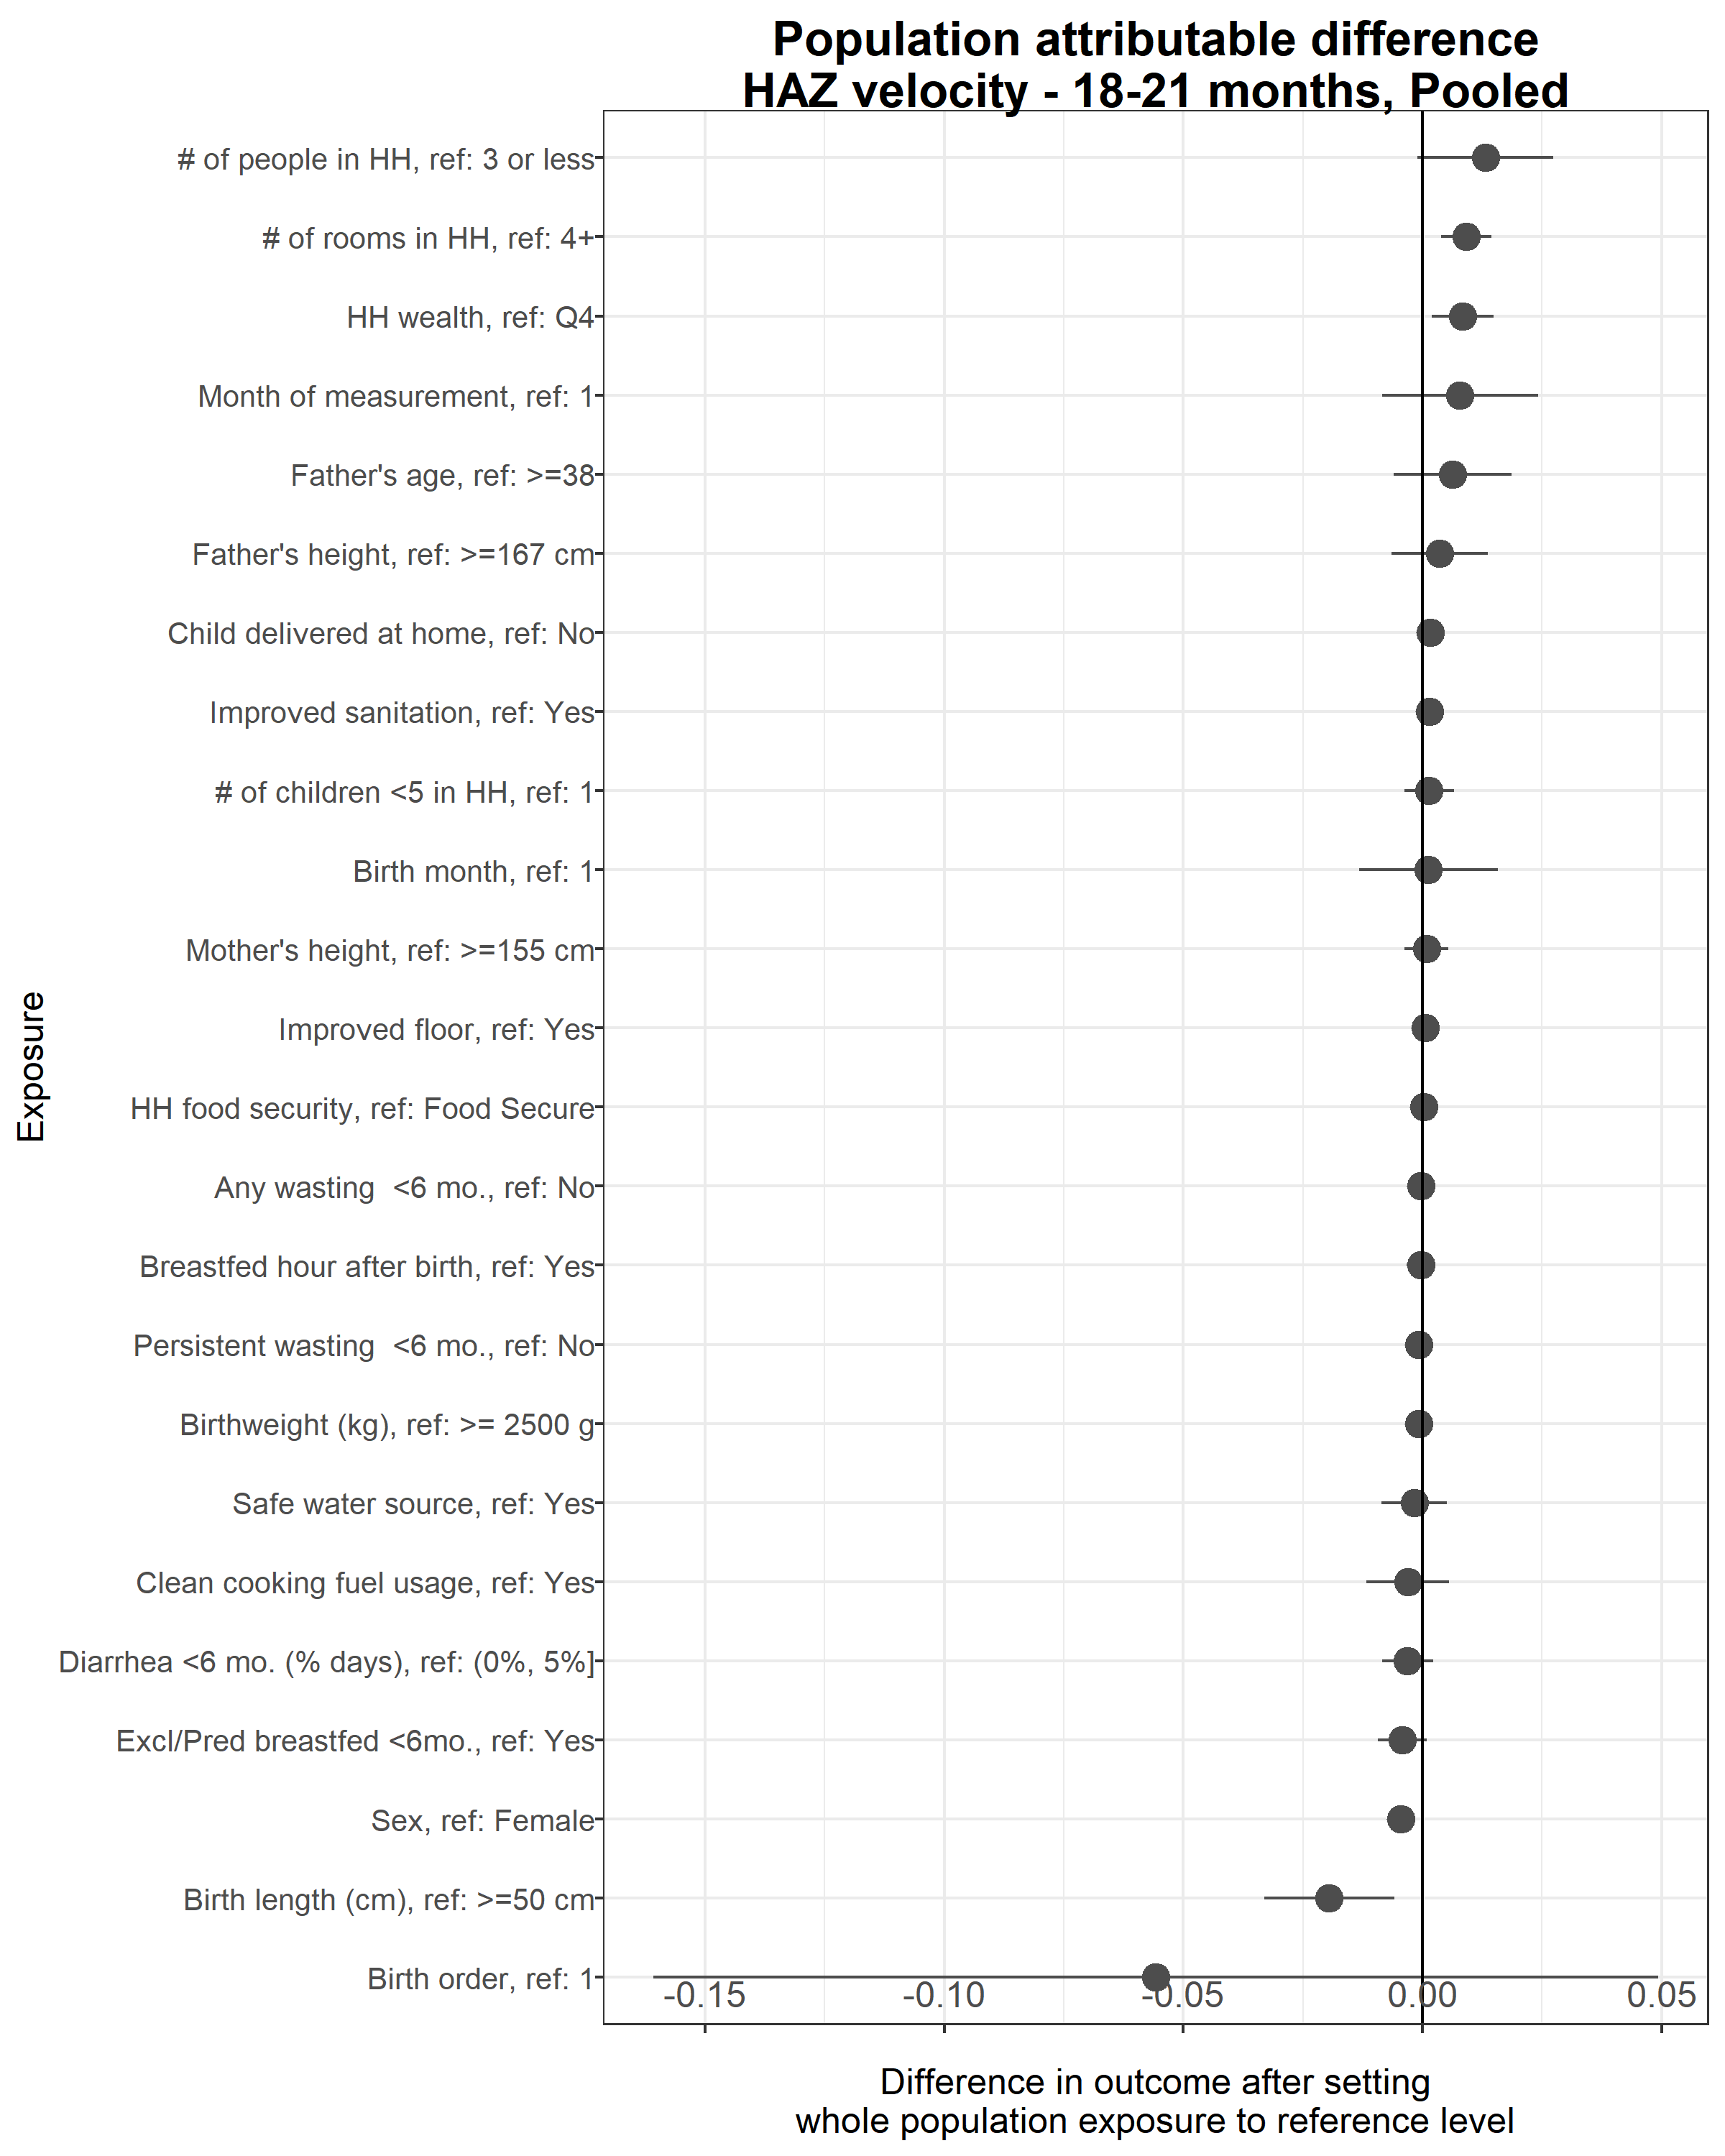 Population attributable difference
HAZ velocity - 18-21 months, Pooled
# of people in HH, ref: 3 or less
# of rooms in HH, ref: 4+
HH wealth, ref: Q4
Month of measurement, ref: 1
Father's age, ref: >=38
Father's height, ref: >=167 cm
Child delivered at home, ref: No
Improved sanitation, ref: Yes
# of children <5 in HH, ref: 1
Birth month, ref: 1
Mother's height, ref: >=155 cm
Improved floor, ref: Yes
HH food security, ref: Food Secure
Any wasting  <6 mo., ref: No
Breastfed hour after birth, ref: Yes
Persistent wasting  <6 mo., ref: No
Birthweight (kg), ref: >= 2500 g
Safe water source, ref: Yes
Clean cooking fuel usage, ref: Yes
Diarrhea <6 mo. (% days), ref: (0%, 5%]
Excl/Pred breastfed <6mo., ref: Yes
Sex, ref: Female
Birth length (cm), ref: >=50 cm
Birth order, ref: 1
Exposure
-0.15 -0.10 -0.05 0.00 0.05
Difference in outcome after setting
whole population exposure to reference level